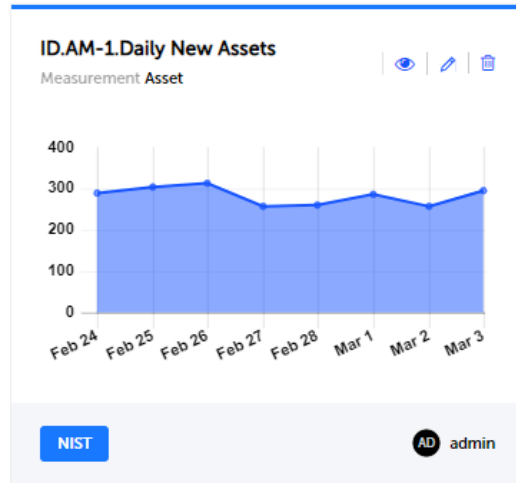 ID.AM-1.Daily New Assets
Measurement Asset
400
300
200
100
0
Feb 24 Feb 25 Feb 26 Feb 27 Feb 28 Mar 1 Mar 2 Mar 3
NIST
AD admin